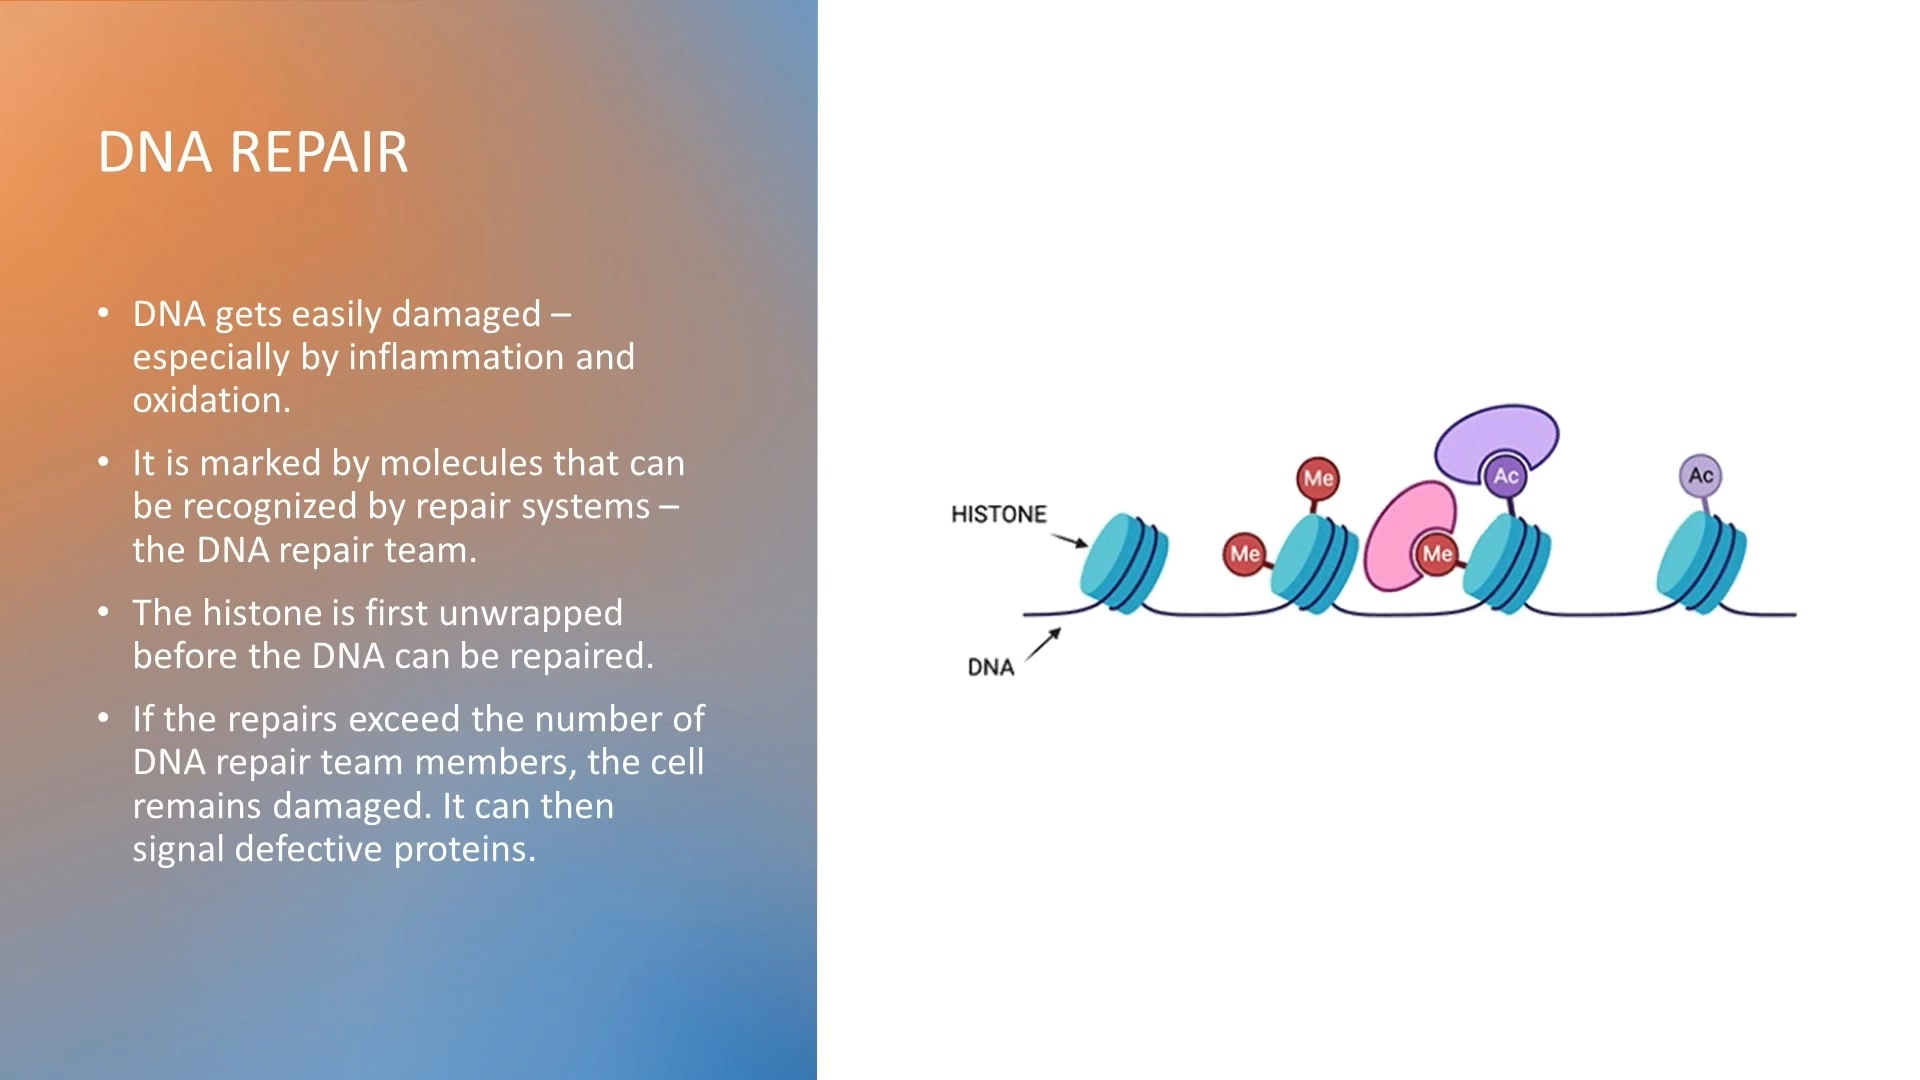 DNA REPAIR
• DNA gets easily damaged –
especially by inflammation and
oxidation.
• It is marked by molecules that can
be recognized by repair systems –
the DNA repair team.
• The histone is first unwrapped
before the DNA can be repaired.
• If the repairs exceed the number of
DNA repair team members, the cell
remains damaged. It can then
signal defective proteins.
HISTONE
DNA
Me
Me
Me
Ac
Ac